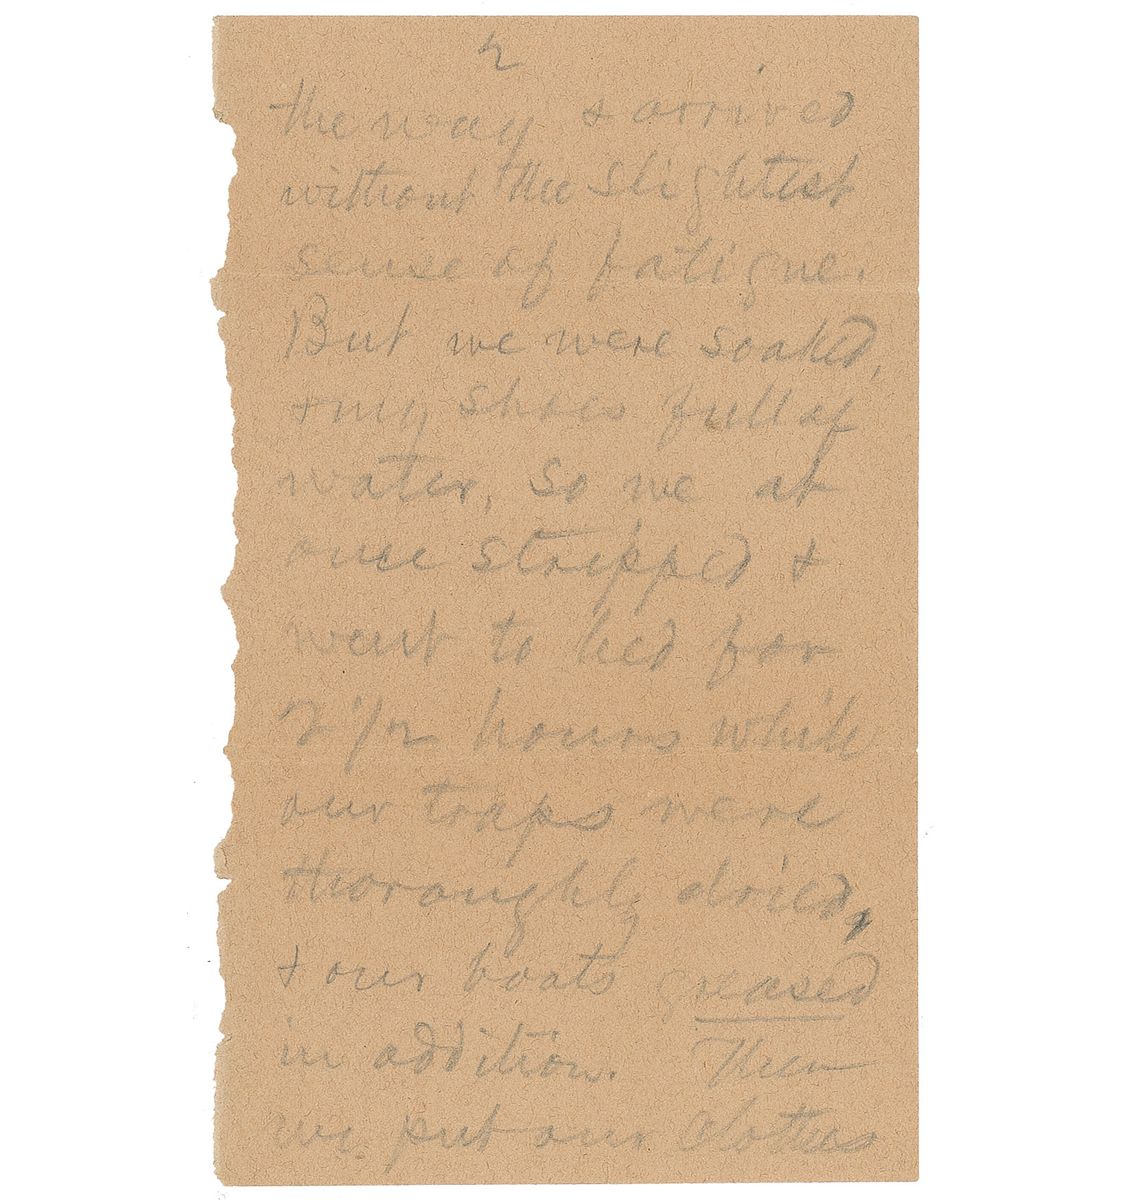 2
the way & arrived
without the slightest
sense of fatigue.
But we were soaked,
& my shoes full of
water, so we at
once stripped &
went to bed for
2 1/2 hours while
our traps were
thoroughly dried,
& our boots greased
in addition. Then
we put our clothes